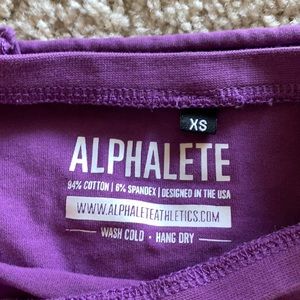 XS
ALPHALETE
94% COTTON | 6% SPANDEX | DESIGNED IN THE USA
WWW.ALPHALETEATHLETICS.COM
WASH COLD • HANG DRY